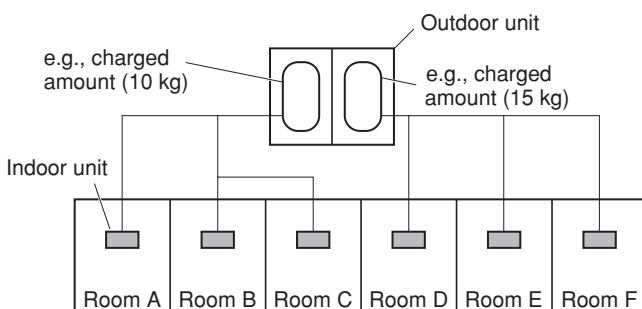 Outdoor unit
e.g., charged
amount (10 kg)
e.g., charged
amount (15 kg)
Indoor unit
Room A Room B Room C Room D Room E Room F